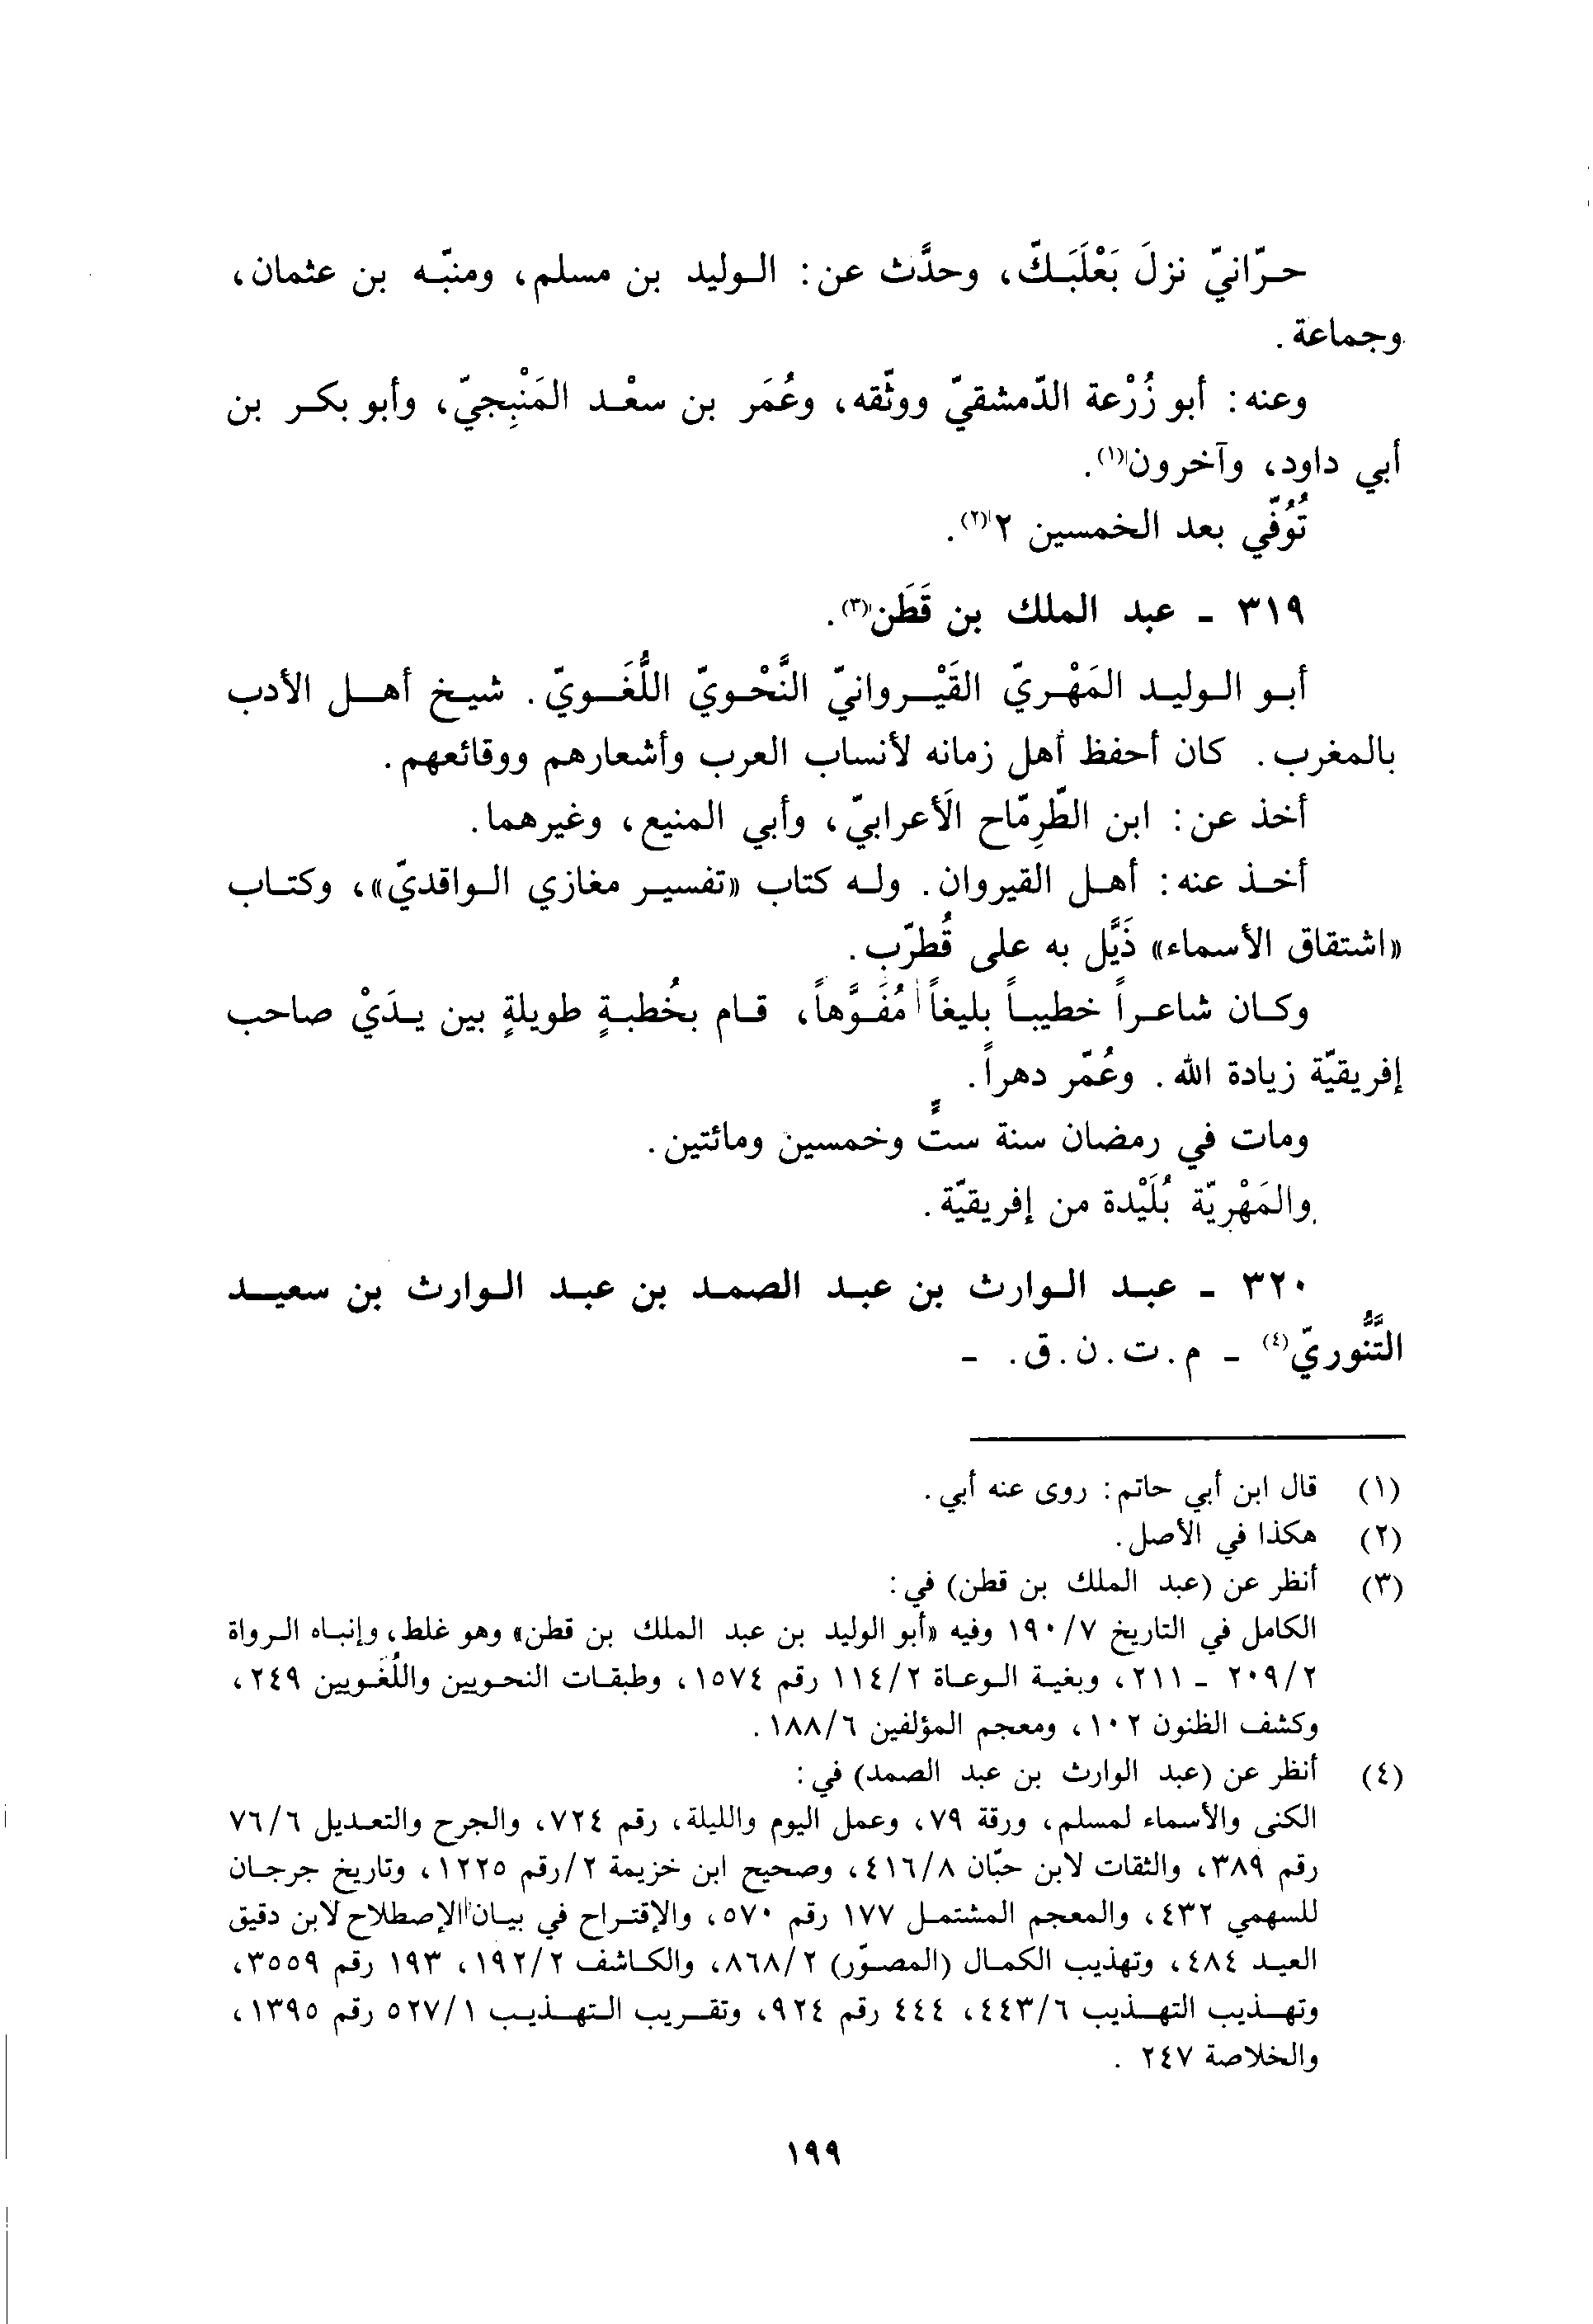 حرّانيّ نزلَ بَعْلَبَكّ، وحدَّث عن: الوليد بن مسلم، ومنبّه بن عثمان،
وجماعة.
وعنه: أبو زُرْعة الدّمشقيّ ووثّقه، وعُمَر بن سعْد المَنْبِجيّ، وأبو بكر بن
أبي داود، وآخرون(١).
تُوُفّي بعد الخمسين ٢(٢).
٣١٩ - عبد الملك بن قَطَن(٣).
أبو الوليد المَهْريّ القَيْروانيّ النَّحْويّ اللُّغَويّ. شيخ أهل الأدب
بالمغرب. كان أحفظ أهل زمانه لأنساب العرب وأشعارهم ووقائعهم.
أخذ عن: ابن الطّرِمّاح الأعرابيّ، وأبي المنيع، وغيرهما.
أخذ عنه: أهل القيروان. وله كتاب «تفسير مغازي الواقديّ»، وكتاب
«اشتقاق الأسماء» ذَيَّل به على قُطرّب.
وكان شاعراً خطيباً بليغاً مُفَوَّهاً، قام بخُطبةٍ طويلةٍ بين يدَيْ صاحب
إفريقيّة زيادة الله. وعُمّر دهراً.
ومات في رمضان سنة ستٍّ وخمسين ومائتين.
والمَهْرِيّة بُلَيْدة من إفريقيّة.
٣٢٠ - عبد الوارث بن عبد الصمد بن عبد الوارث بن سعيد
التَّنُّوريّ(٤) - م. ت. ن. ق. -
(١) قال ابن أبي حاتم: روى عنه أبي.
(٢) هكذا في الأصل.
(٣) أنظر عن (عبد الملك بن قطن) في:
الكامل في التاريخ ١٩٠/٧ وفيه «أبو الوليد بن عبد الملك بن قطن» وهو غلط، وإنباه الرواة
٢٠٩/٢ - ٢١١، وبغية الوعاة ١١٤/٢ رقم ١٥٧٤، وطبقات النحويين واللُغَويين ٢٤٩،
وكشف الظنون ١٠٢، ومعجم المؤلفين ١٨٨/٦.
(٤) أنظر عن (عبد الوارث بن عبد الصمد) في:
الكنى والأسماء لمسلم، ورقة ٧٩، وعمل اليوم والليلة، رقم ٧٢٤، والجرح والتعديل ٧٦/٦
رقم ٣٨٩، والثقات لابن حبّان ٤١٦/٨، وصحيح ابن خزيمة ٢/رقم ١٢٢٥، وتاريخ جرجان
للسهمي ٤٣٢، والمعجم المشتمل ١٧٧ رقم ٥٧٠، والإقتراح في بيان الإصطلاح لابن دقيق
العيد ٤٨٤، وتهذيب الكمال (المصوّر) ٨٦٨/٢، والكاشف ١٩٢/٢، ١٩٣ رقم ٣٥٥٩،
وتهذيب التهذيب ٤٤٣/٦، ٤٤٤ رقم ٩٢٤، وتقريب التهذيب ٥٢٧/١ رقم ١٣٩٥،
والخلاصة ٢٤٧.
١٩٩